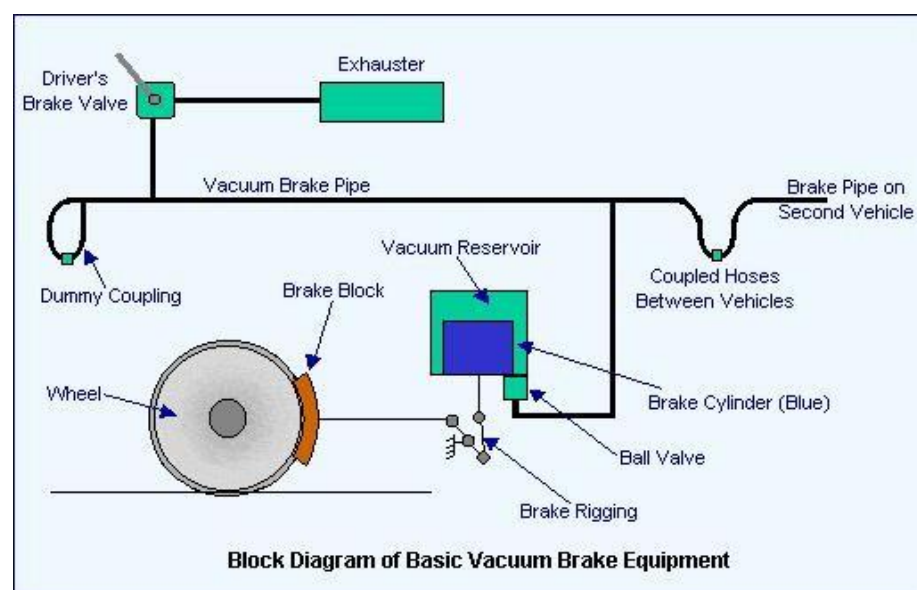 Exhauster
Driver's
Brake Valve
Vacuum Brake Pipe
Brake Pipe on
Second Vehicle
Vacuum Reservoir
Coupled Hoses
Between Vehicles
Dummy Coupling
Brake Block
Wheel
Brake Cylinder (Blue)
Ball Valve
Brake Rigging
Block Diagram of Basic Vacuum Brake Equipment